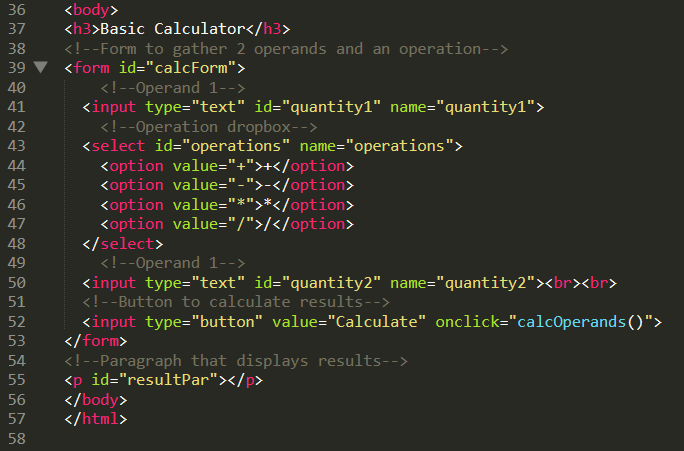 36 <body>
37 <h3>Basic Calculator</h3>
38 <!--Form to gather 2 operands and an operation-->
39 <form id="calcForm">
40 <!--Operand 1-->
41 <input type="text" id="quantity1" name="quantity1">
42 <!--Operation dropbox-->
43 <select id="operations" name="operations">
44 <option value="+">+</option>
45 <option value="-">-</option>
46 <option value="*">*</option>
47 <option value="/">/</option>
48 </select>
49 <!--Operand 1-->
50 <input type="text" id="quantity2" name="quantity2"><br><br>
51 <!--Button to calculate results-->
52 <input type="button" value="Calculate" onclick="calcOperands()">
53 </form>
54 <!--Paragraph that displays results-->
55 <p id="resultPar"></p>
56 </body>
57 </html>
58